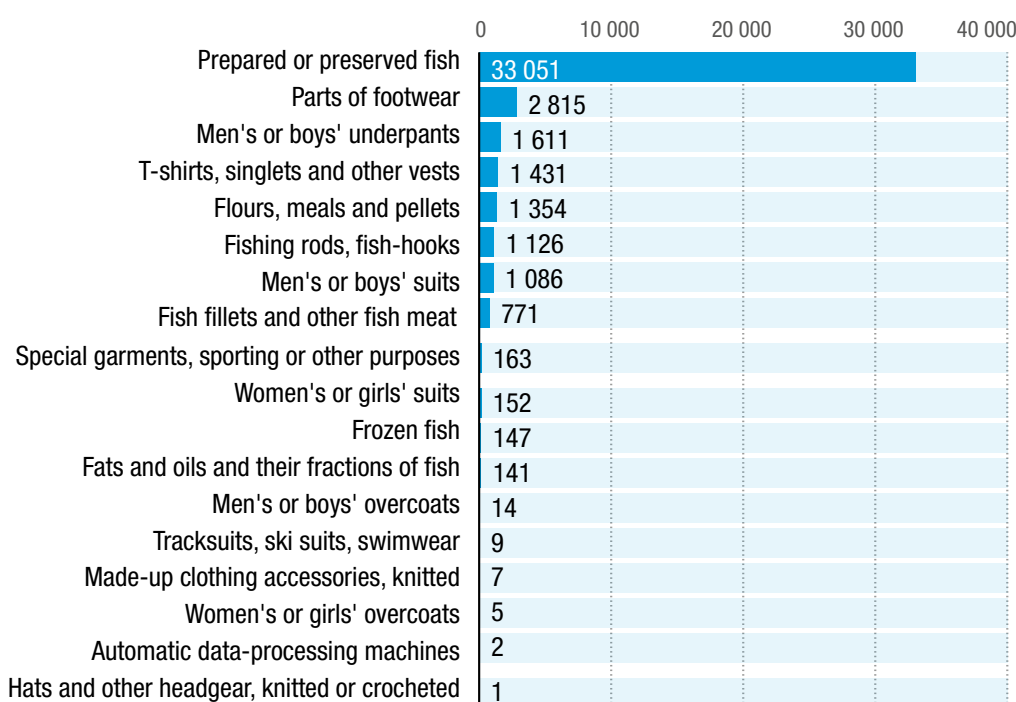 0 10 000 20 000 30 000 40 000
Prepared or preserved fish 33 051
Parts of footwear 2 815
Men's or boys' underpants 1 611
T-shirts, singlets and other vests 1 431
Flours, meals and pellets 1 354
Fishing rods, fish-hooks 1 126
Men's or boys' suits 1 086
Fish fillets and other fish meat 771
Special garments, sporting or other purposes 163
Women's or girls' suits 152
Frozen fish 147
Fats and oils and their fractions of fish 141
Men's or boys' overcoats 14
Tracksuits, ski suits, swimwear 9
Made-up clothing accessories, knitted 7
Women's or girls' overcoats 5
Automatic data-processing machines 2
Hats and other headgear, knitted or crocheted 1